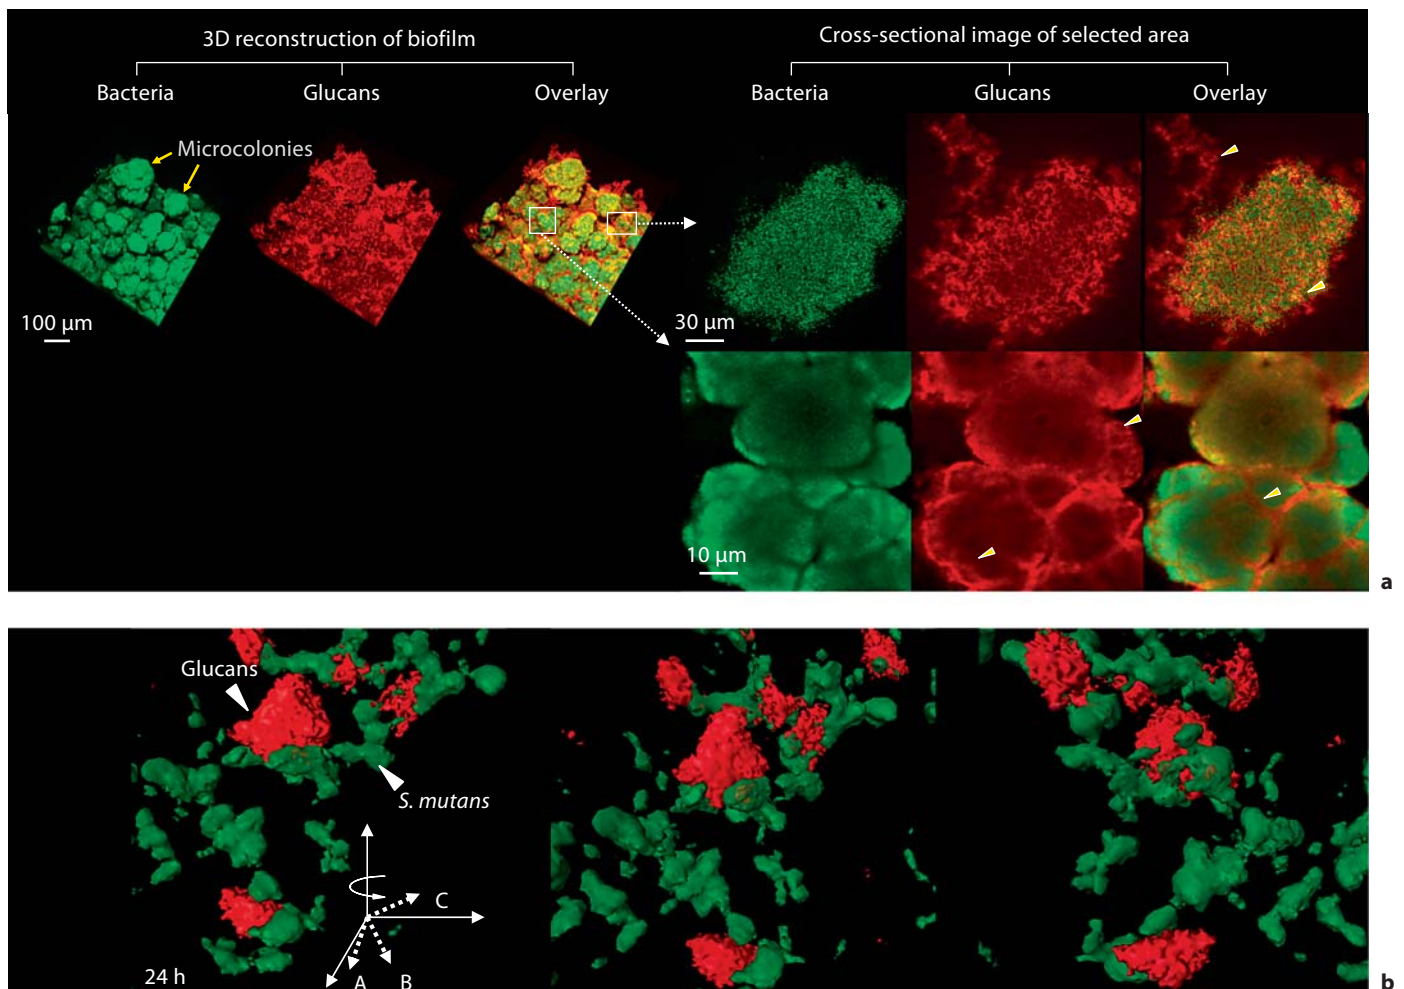 3D reconstruction of biofilm
Cross-sectional image of selected area
Bacteria
Glucans
Overlay
Bacteria
Glucans
Overlay
Microcolonies
100 µm
30 µm
10 µm
a
Glucans
S. mutans
C
A
B
24 h
b